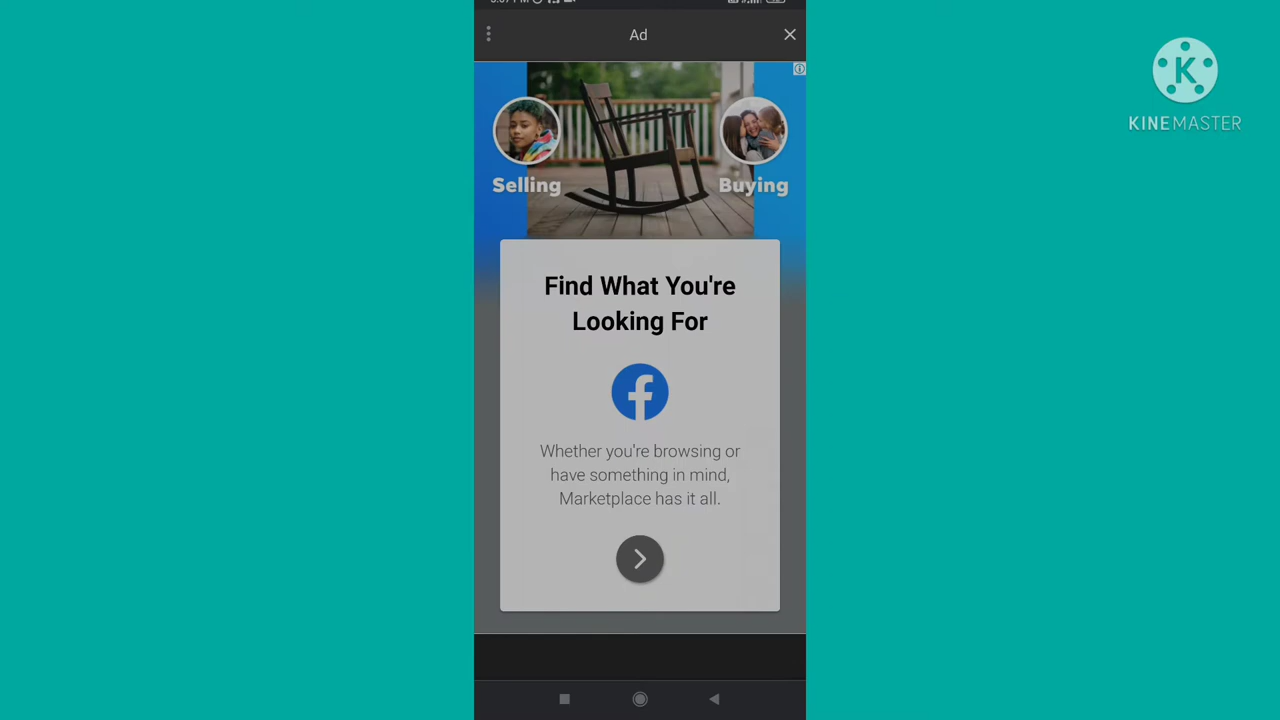 Ad
Selling
Buying
Find What You're
Looking For
Whether you're browsing or
have something in mind,
Marketplace has it all.
KINEMASTER